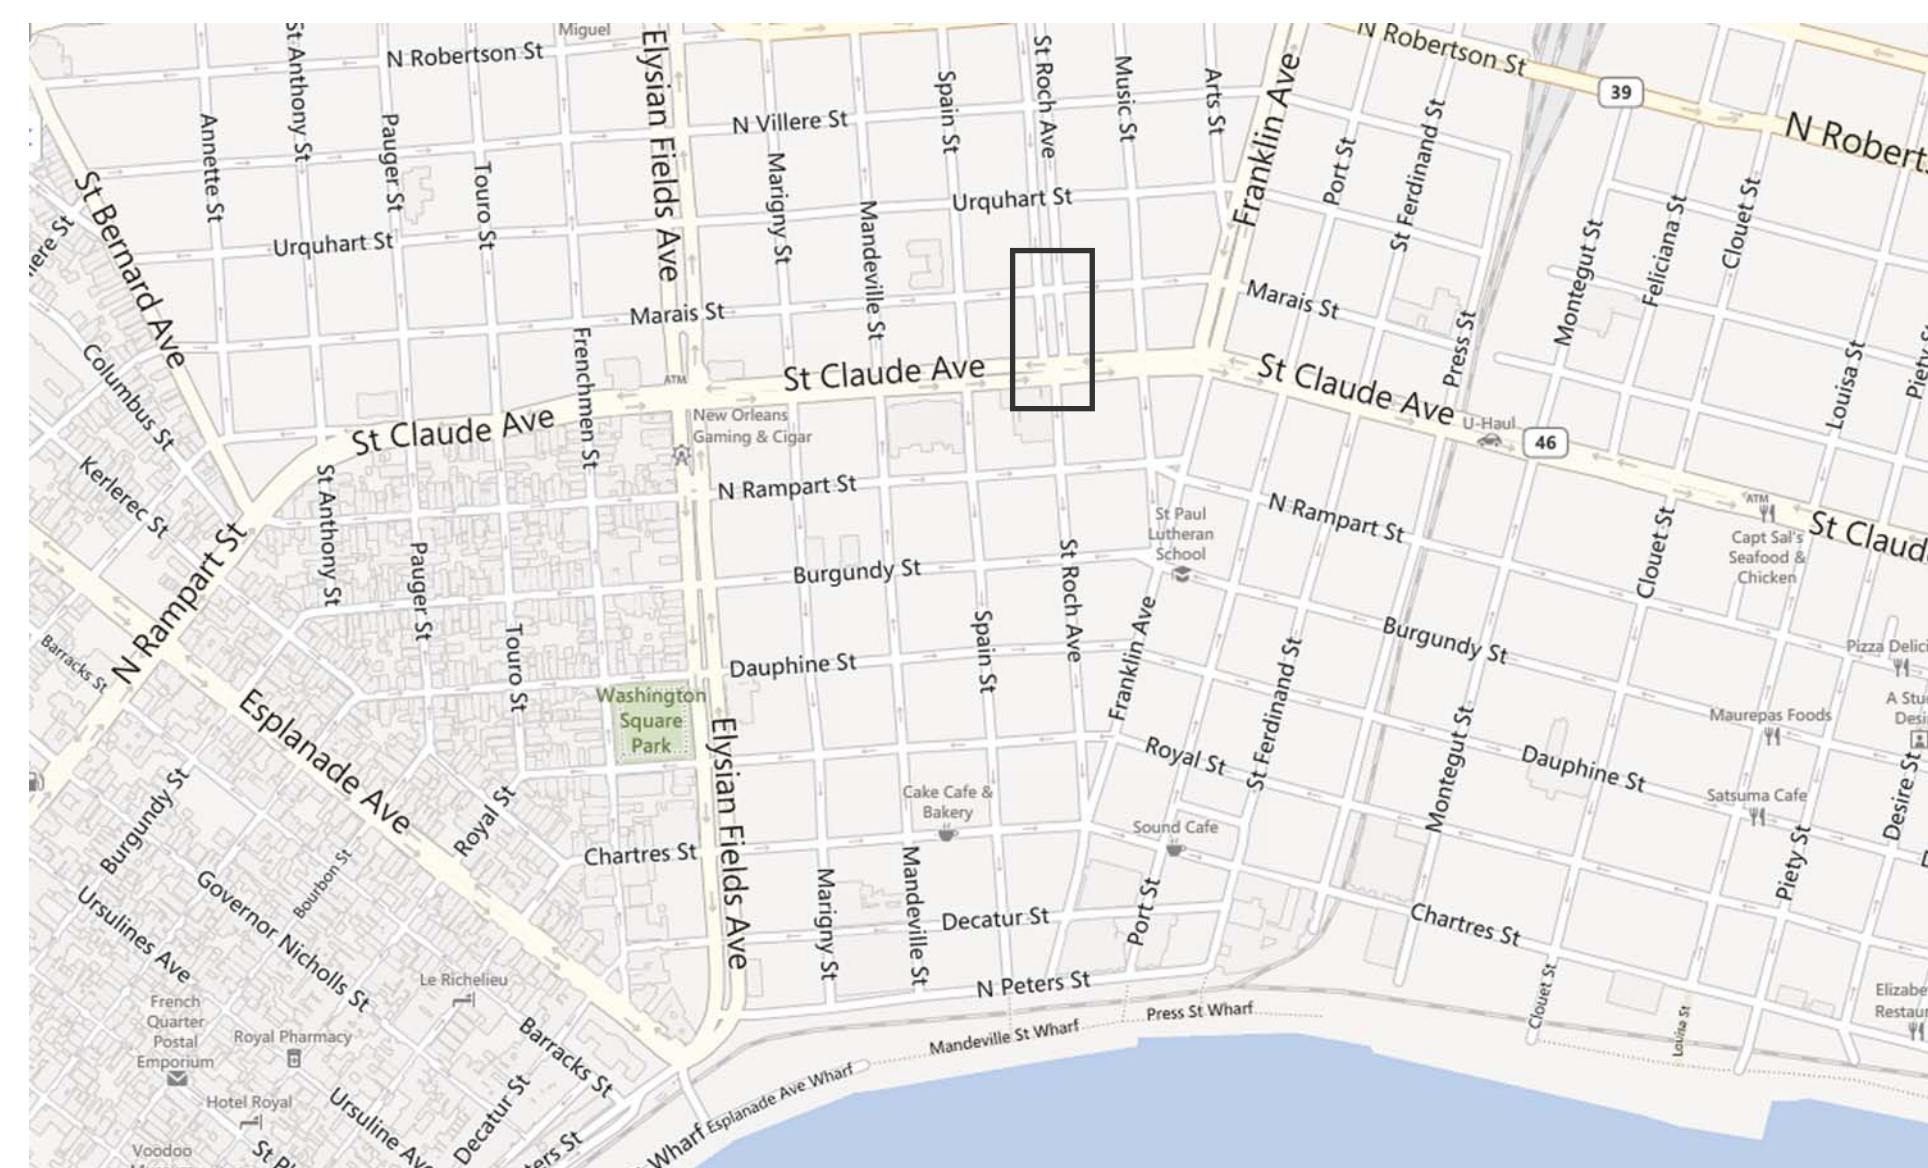 Miguel
N Robertson St
St Anthony St
Elysian Fields Ave
St Roch Ave
Music St
Arts St
Franklin Ave
N Robertson St
39
N Robert
Annette St
Pauger St
Touro St
N Villere St
Marigny St
Spain St
Port St
St Ferdinand St
Clouet St
Feliciana St
Montegut St
St Bernard Ave
Urquhart St
Urquhart St
Mandeville St
Marais St
Marais St
Press St
Louisa St
Columbus St
Frenchmen St
ATM
St Claude Ave
St Claude Ave
St Claude Ave
U-Haul
46
New Orleans
Gaming & Cigar
Kerlerec St
St Anthony St
N Rampart St
N Rampart St
ATM
Capt Sal's
Seafood &
Chicken
St Claud
St Paul
Lutheran
School
Clouet St
N Rampart St
Barracks St
Pauger St
Touro St
Burgundy St
St Roch Ave
Spain St
Franklin Ave
Burgundy St
Dauphine St
St Ferdinand St
Esplanade Ave
Washington
Square
Park
Elysian Fields Ave
Royal St
Montegut St
Dauphine St
Maurepas Foods
Satsuma Cafe
Desire St
Piety St
Burgundy St
Royal St
Cake Cafe &
Bakery
Sound Cafe
Chartres St
Bourbon St
Governor Nicholls St
Ursulines Ave
Marigny St
Mandeville St
Decatur St
Port St
Chartres St
Le Richelieu
N Peters St
Press St Wharf
Mandeville St Wharf
Clouet St
Louisa St
French
Quarter
Postal
Emporium
Royal Pharmacy
Barracks St
Esplanade Ave Wharf
Hotel Royal
Decatur St
Voodoo